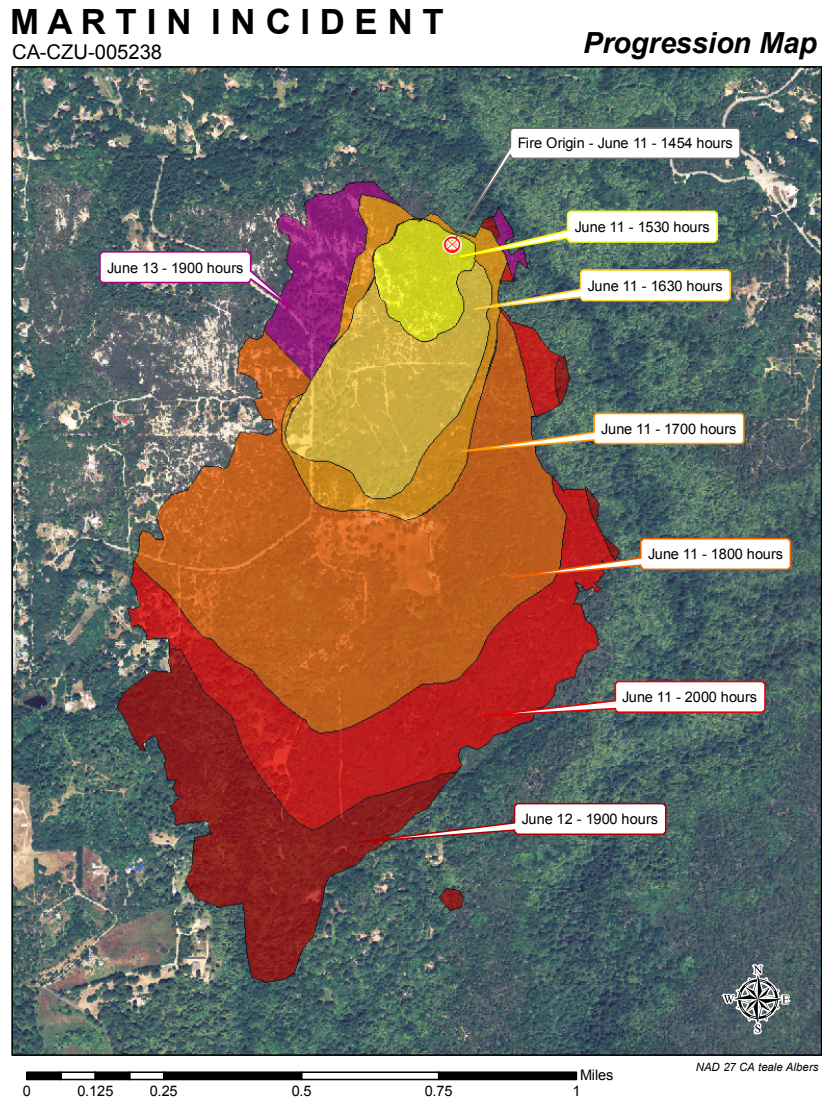 MARTIN INCIDENT
CA-CZU-005238
Progression Map
Fire Origin - June 11 - 1454 hours
June 11 - 1530 hours
June 13 - 1900 hours
June 11 - 1630 hours
June 11 - 1700 hours
June 11 - 1800 hours
June 11 - 2000 hours
June 12 - 1900 hours
N
W E
S
NAD 27 CA teale Albers
Miles
0 0.125 0.25 0.5 0.75 1